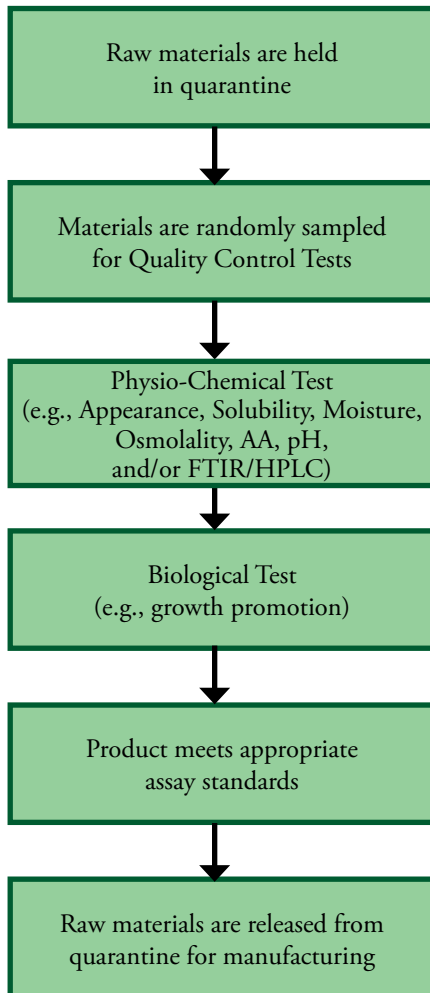 Raw materials are held
in quarantine
Materials are randomly sampled
for Quality Control Tests
Physio-Chemical Test
(e.g., Appearance, Solubility, Moisture,
Osmolality, AA, pH,
and/or FTIR/HPLC)
Biological Test
(e.g., growth promotion)
Product meets appropriate
assay standards
Raw materials are released from
quarantine for manufacturing